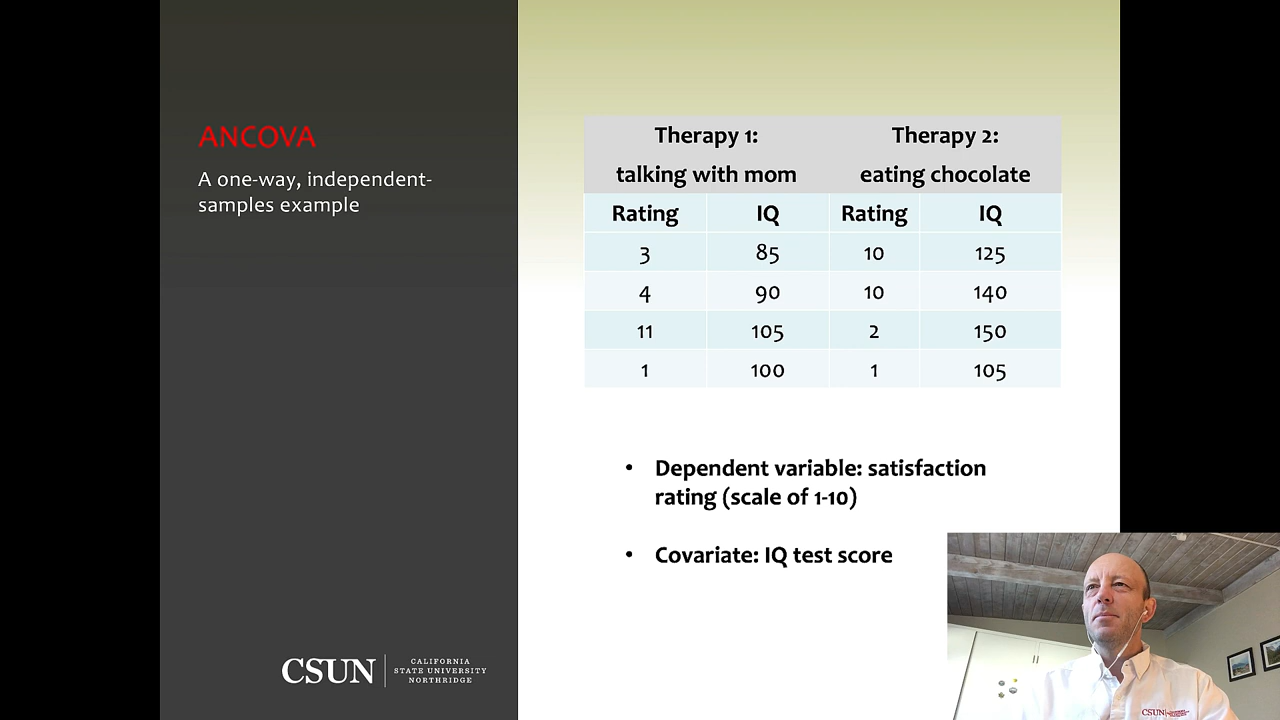 ANCOVA
A one-way, independent-
samples example
Therapy 1: Therapy 2:
talking with mom eating chocolate
Rating IQ Rating IQ
3 85 10 125
4 90 10 140
11 105 2 150
1 100 1 105
• Dependent variable: satisfaction
rating (scale of 1-10)
• Covariate: IQ test score
CSUN
CALIFORNIA
STATE UNIVERSITY
NORTHRIDGE
CSUN